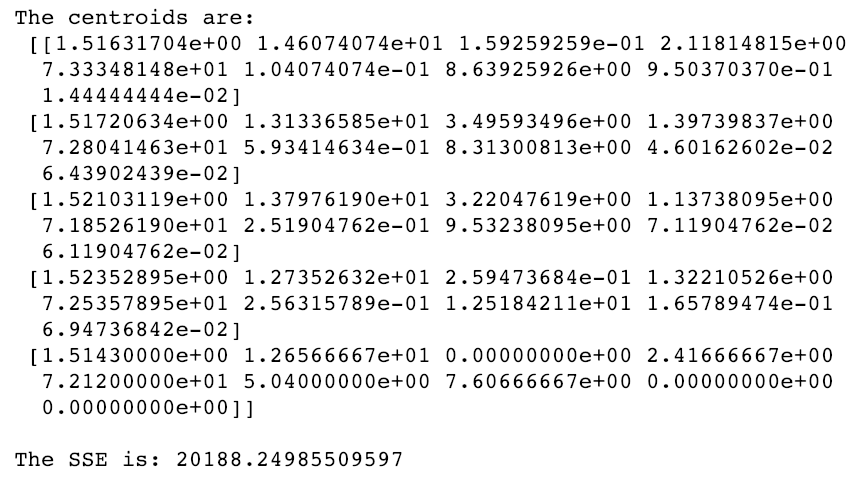 The centroids are:
[[1.51631704e+00 1.46074074e+01 1.59259259e-01 2.11814815e+00
7.33348148e+01 1.04074074e-01 8.63925926e+00 9.50370370e-01
1.44444444e-02]
[1.51720634e+00 1.31336585e+01 3.49593496e+00 1.39739837e+00
7.28041463e+01 5.93414634e-01 8.31300813e+00 4.60162602e-02
6.43902439e-02]
[1.52103119e+00 1.37976190e+01 3.22047619e+00 1.13738095e+00
7.18526190e+01 2.51904762e-01 9.53238095e+00 7.11904762e-02
6.11904762e-02]
[1.52352895e+00 1.27352632e+01 2.59473684e-01 1.32210526e+00
7.25357895e+01 2.56315789e-01 1.25184211e+01 1.65789474e-01
6.94736842e-02]
[1.51430000e+00 1.26566667e+01 0.00000000e+00 2.41666667e+00
7.21200000e+01 5.04000000e+00 7.60666667e+00 0.00000000e+00
0.00000000e+00]]
The SSE is: 20188.24985509597